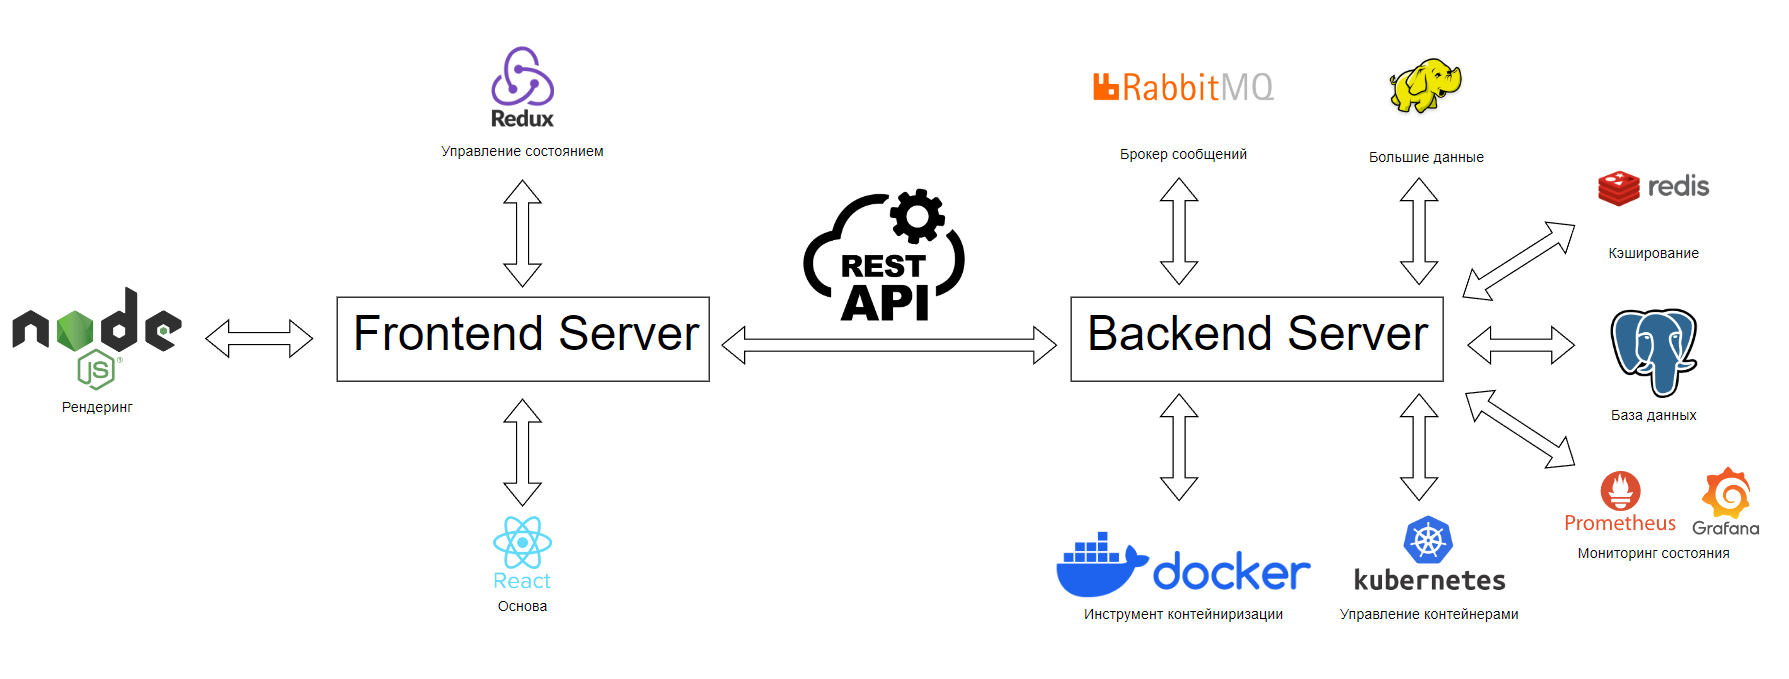 Redux
Управление состоянием
RabbitMQ
Брокер сообщений
Большие данные
redis
Кэширование
REST
API
node
JS
Рендеринг
Frontend Server
Backend Server
База данных
Prometheus
Grafana
Мониторинг состояния
React
Основа
docker
Инструмент контейниризации
kubernetes
Управление контейнерами